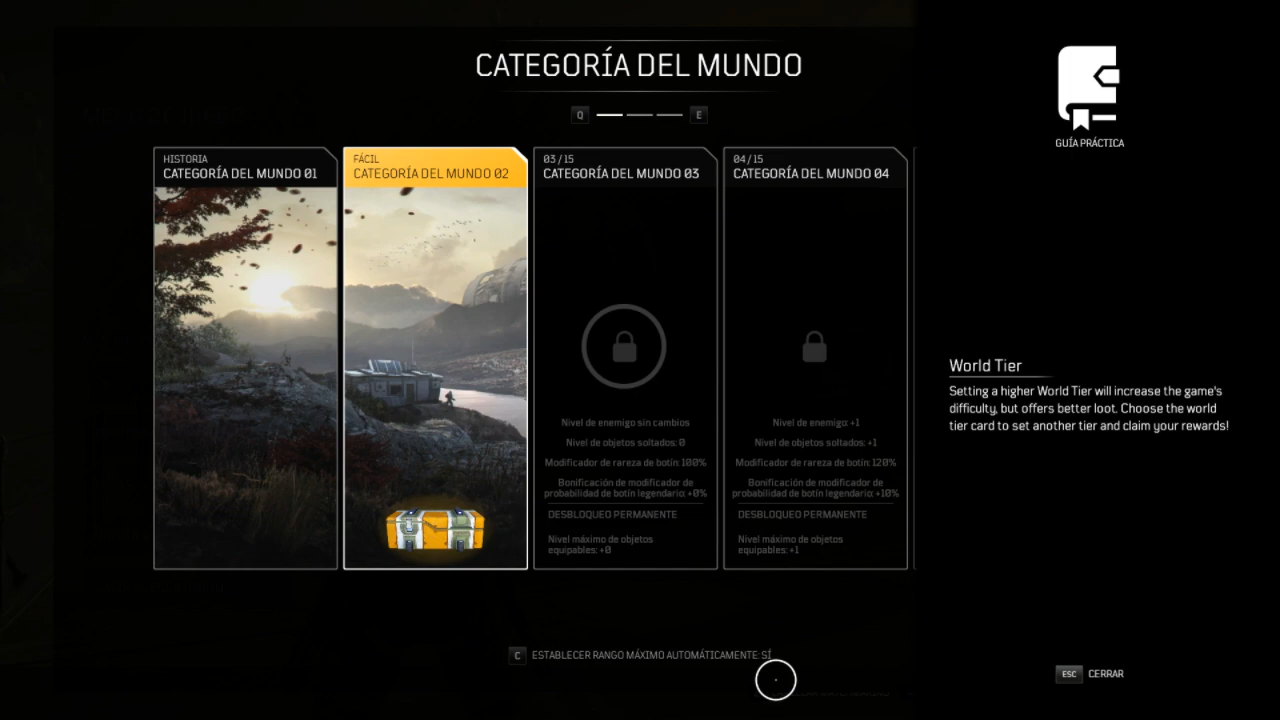 CATEGORÍA DEL MUNDO
Q
E
GUÍA PRÁCTICA
HISTORIA
CATEGORÍA DEL MUNDO 01
FÁCIL
CATEGORÍA DEL MUNDO 02
03/15
CATEGORÍA DEL MUNDO 03
Nivel de enemigo sin cambios
Nivel de objetos soltados: 0
Modificador de rareza de botín: 100%
Bonificación de modificador de
probabilidad de botín legendario: +0%
DESBLOQUEO PERMANENTE
Nivel máximo de objetos
equipables: +0
04/15
CATEGORÍA DEL MUNDO 04
Nivel de enemigo: +1
Nivel de objetos soltados: +1
Modificador de rareza de botín: 120%
Bonificación de modificador de
probabilidad de botín legendario: +10%
DESBLOQUEO PERMANENTE
Nivel máximo de objetos
equipables: +1
World Tier
Setting a higher World Tier will increase the game's
difficulty, but offers better loot. Choose the world
tier card to set another tier and claim your rewards!
C ESTABLECER RANGO MÁXIMO AUTOMÁTICAMENTE: SÍ
ESC CERRAR